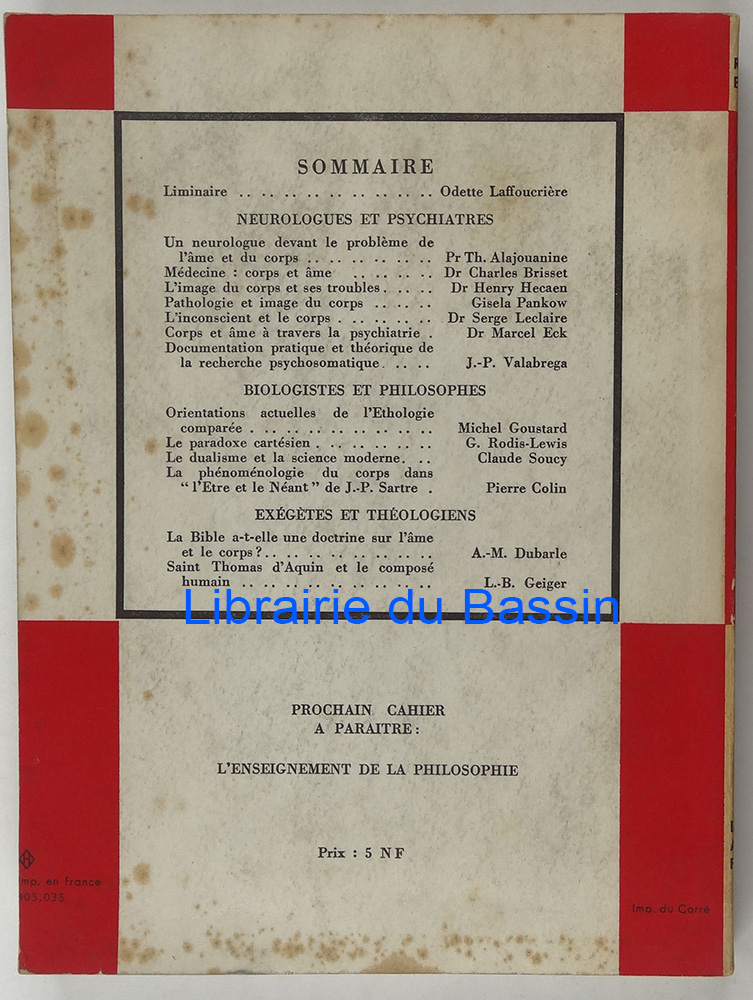 SOMMAIRE
Liminaire .. .. .. .. .. .. .. .. .. Odette Laffoucrière
NEUROLOGUES ET PSYCHIATRES
Un neurologue devant le problème de
l'âme et du corps .. .. .. .. .. .. Pr Th. Alajouanine
Médecine : corps et âme .. .. .. .. Dr Charles Brisset
L'image du corps et ses troubles. .. .. Dr Henry Hecaen
Pathologie et image du corps .. .. .. Gisela Pankow
L'inconscient et le corps . .. .. .. .. Dr Serge Leclaire
Corps et âme à travers la psychiatrie . Dr Marcel Eck
Documentation pratique et théorique de
la recherche psychosomatique. .. .. J.-P. Valabrega
BIOLOGISTES ET PHILOSOPHES
Orientations actuelles de l'Ethologie
comparée . .. .. .. .. .. .. .. .. Michel Goustard
Le paradoxe cartésien . .. .. .. .. .. G. Rodis-Lewis
Le dualisme et la science moderne. .. Claude Soucy
La phénoménologie du corps dans
“ l'Etre et le Néant ” de J.-P. Sartre . Pierre Colin
EXÉGÈTES ET THÉOLOGIENS
La Bible a-t-elle une doctrine sur l'âme
et le corps ?.. .. .. .. .. .. .. .. A.-M. Dubarle
Saint Thomas d'Aquin et le composé
humain .. .. .. .. .. .. .. .. .. L.-B. Geiger
Librairie du Bassin
PROCHAIN CAHIER
A PARAITRE :
L'ENSEIGNEMENT DE LA PHILOSOPHIE
Prix : 5 NF
mp. en France
405.035
Imp. du Corré